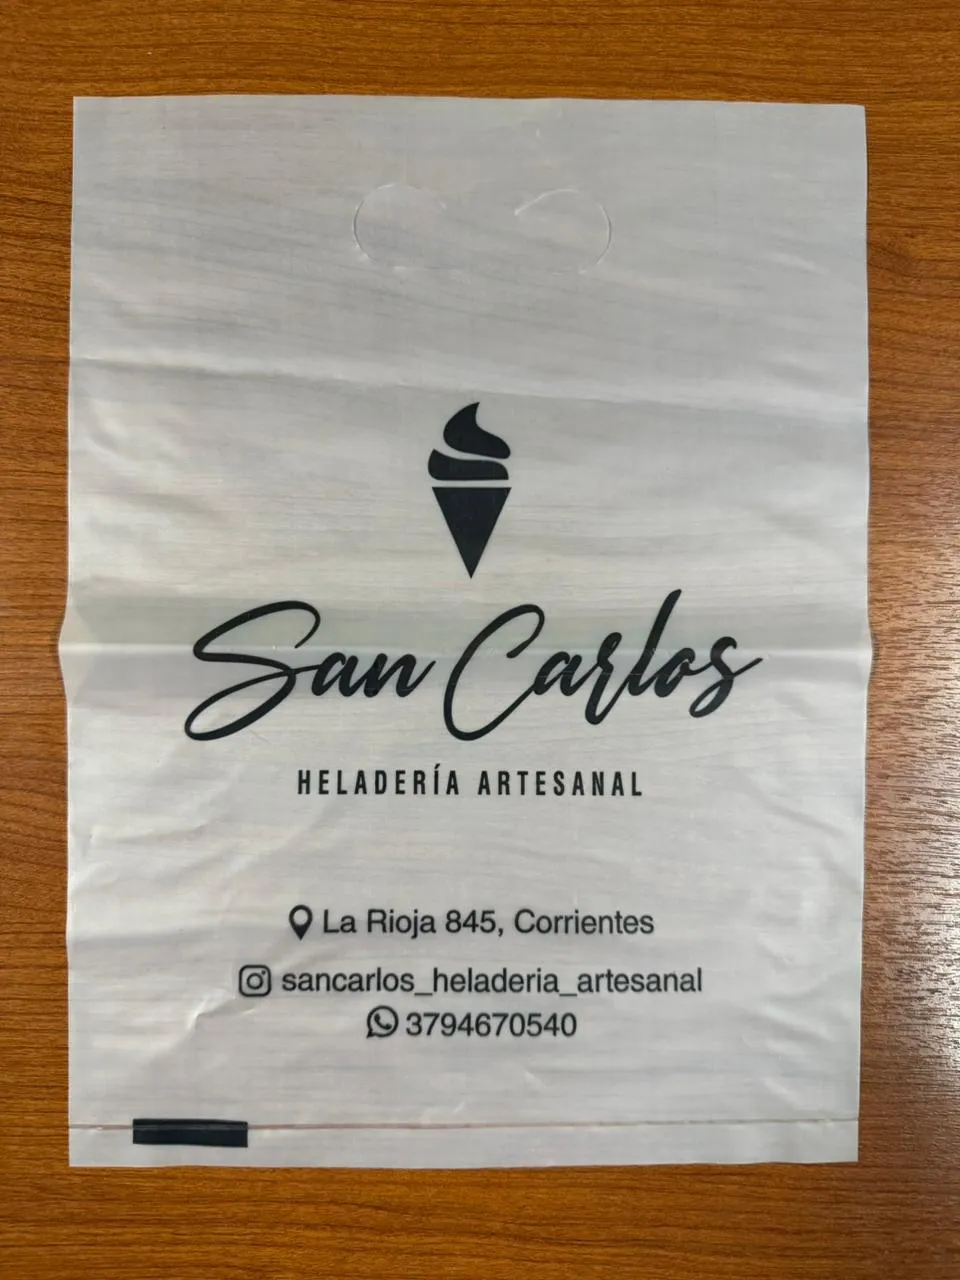 San Carlos
HELADERÍA ARTESANAL
La Rioja 845, Corrientes
sancarlos_heladeria_artesanal
3794670540